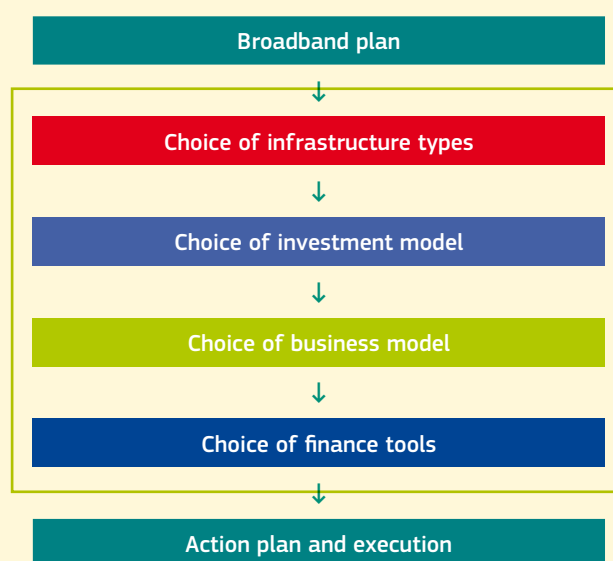 Broadband plan
Choice of infrastructure types
Choice of investment model
Choice of business model
Choice of finance tools
Action plan and execution